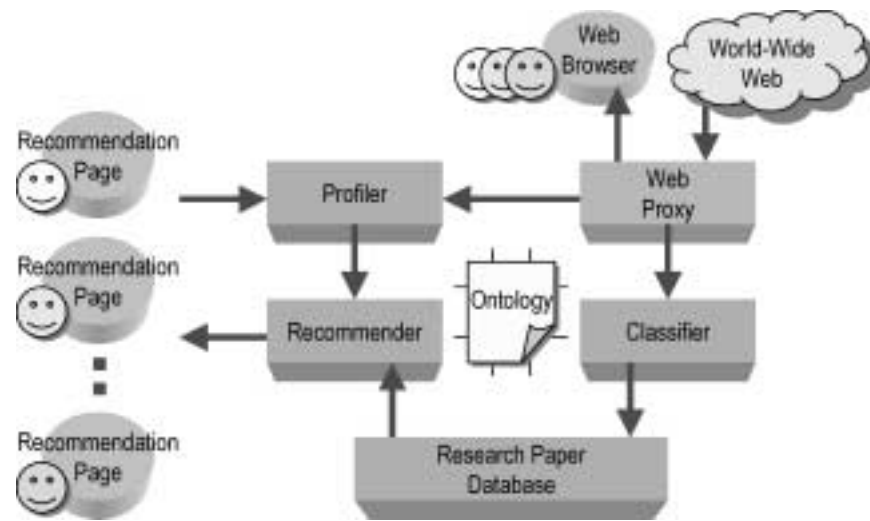 Web
Browser
World-Wide
Web
Recommendation
Page
Profiler
Web
Proxy
Recommendation
Page
Ontology
Recommender
Classifier
Recommendation
Page
Research Paper
Database